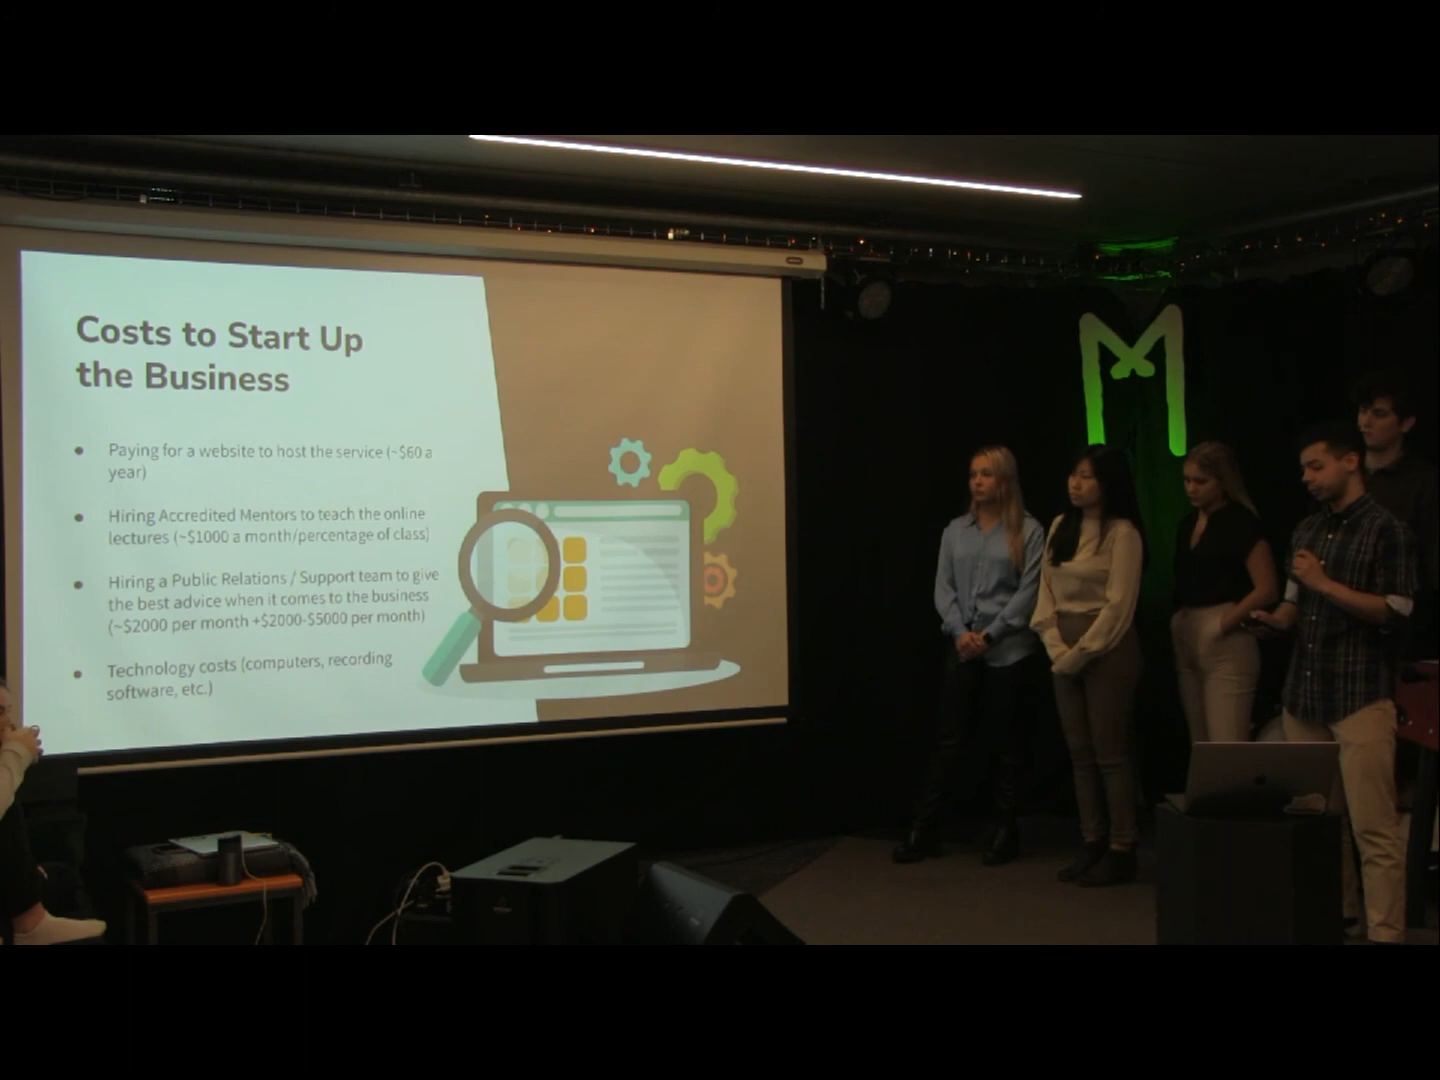 Costs to Start Up
the Business
● Paying for a website to host the service (~$60 a
year)
● Hiring Accredited Mentors to teach the online
lectures (~$1000 a month/percentage of class)
● Hiring a Public Relations / Support team to give
the best advice when it comes to the business
(~$2000 per month +$2000-$5000 per month)
● Technology costs (computers, recording
software, etc.)
M